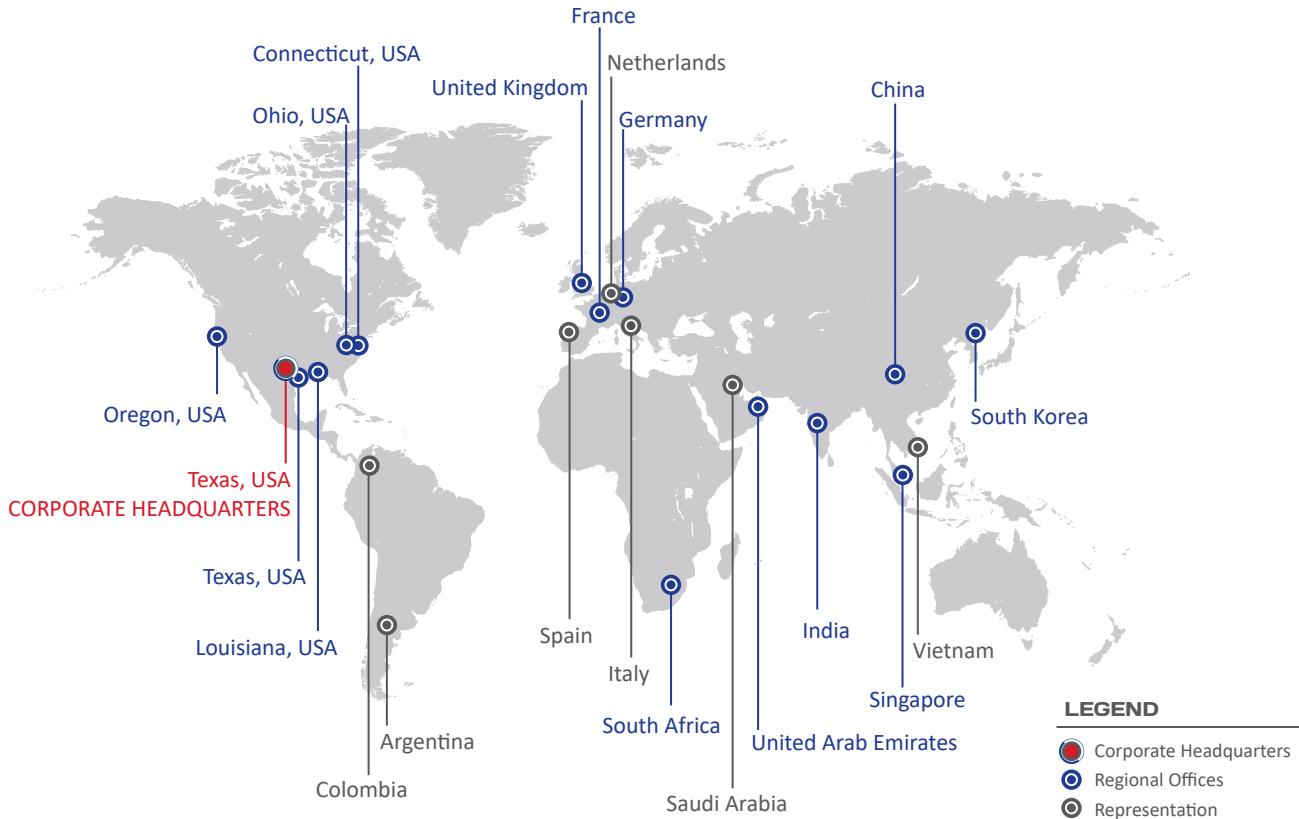 France
Connecticut, USA
Netherlands
United Kingdom
China
Ohio, USA
Germany
Oregon, USA
South Korea
Texas, USA
CORPORATE HEADQUARTERS
Texas, USA
India
Spain
Louisiana, USA
Vietnam
Italy
Singapore
South Africa
Argentina
United Arab Emirates
Colombia
Saudi Arabia
LEGEND
Corporate Headquarters
Regional Offices
Representation